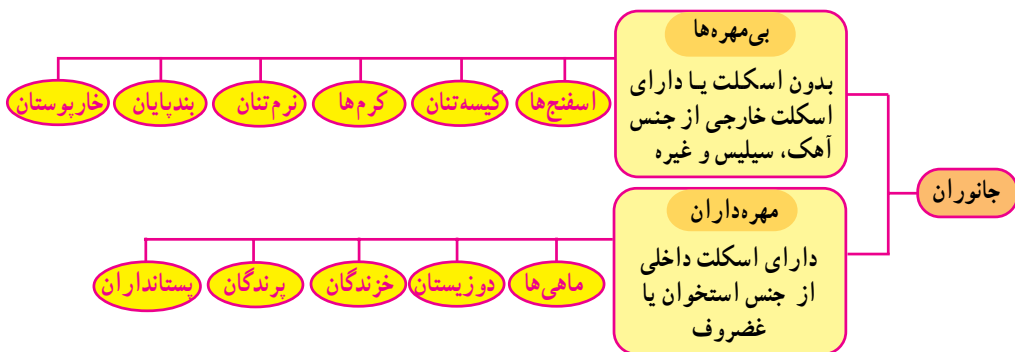 جانوران
بی‌مهره‌ها
بدون اسکلت یـا دارای
اسکلت خارجی از جنس
آهک، سیلیس و غیره
اسفنج‌ها
کیسه‌تنان
کرم‌ها
نرم‌تنان
بندپایان
خارپوستان
مهره‌داران
دارای اسکلت داخلی
از جنس استخوان یا
غضروف
ماهی‌ها
دوزیستان
خزندگان
پرندگان
پستانداران